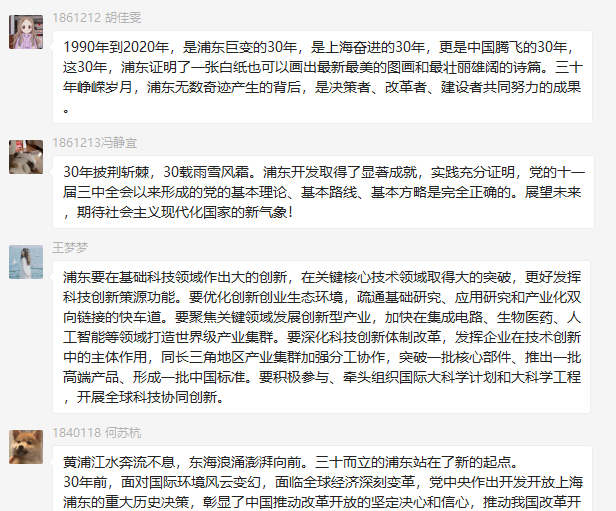 1861212 胡佳雯
1990年到2020年，是浦东巨变的30年，是上海奋进的30年，更是中国腾飞的30年，
这30年，浦东证明了一张白纸也可以画出最新最美的图画和最壮丽雄阔的诗篇。三十
年峥嵘岁月，浦东无数奇迹产生的背后，是决策者、改革者、建设者共同努力的成果
。
1861213冯静宜
30年披荆斩棘，30载雨雪风霜。浦东开发取得了显著成就，实践充分证明，党的十一
届三中全会以来形成的党的基本理论、基本路线、基本方略是完全正确的。展望未来
，期待社会主义现代化国家的新气象！
王梦梦
浦东要在基础科技领域作出大的创新，在关键核心技术领域取得大的突破，更好发挥
科技创新策源功能。要优化创新创业生态环境，疏通基础研究、应用研究和产业化双
向链接的快车道。要聚焦关键领域发展创新型产业，加快在集成电路、生物医药、人
工智能等领域打造世界级产业集群。要深化科技创新体制改革，发挥企业在技术创新
中的主体作用，同长三角地区产业集群加强分工协作，突破一批核心部件、推出一批
高端产品、形成一批中国标准。要积极参与、牵头组织国际大科学计划和大科学工程
，开展全球科技协同创新。
1840118 何苏杭
黄浦江水奔流不息，东海浪涌澎湃向前。三十而立的浦东站在了新的起点。
30年前，面对国际环境风云变幻，面临全球经济深刻变革，党中央作出开发开放上海
浦东的重大历史决策，彰显了中国推动改革开放的坚定决心和信心，推动我国改革开